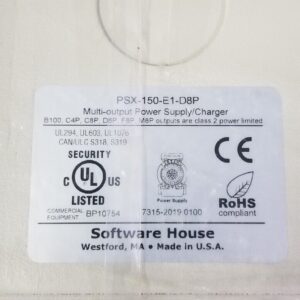 PSX-150-E1-D8P
Multi-output Power Supply/Charger
B100, C4P, C8P, D8P, F8P, M8P outputs are class 2 power limited
UL294, UL603, UL1076
CAN/ULC S318, S319
SECURITY
C UL US
LISTED
CE
COMMERCIAL EQUIPMENT BP10754
Power Supply
7315-2019 0100
RoHS
compliant
Software House
Westford, MA • Made in U.S.A.